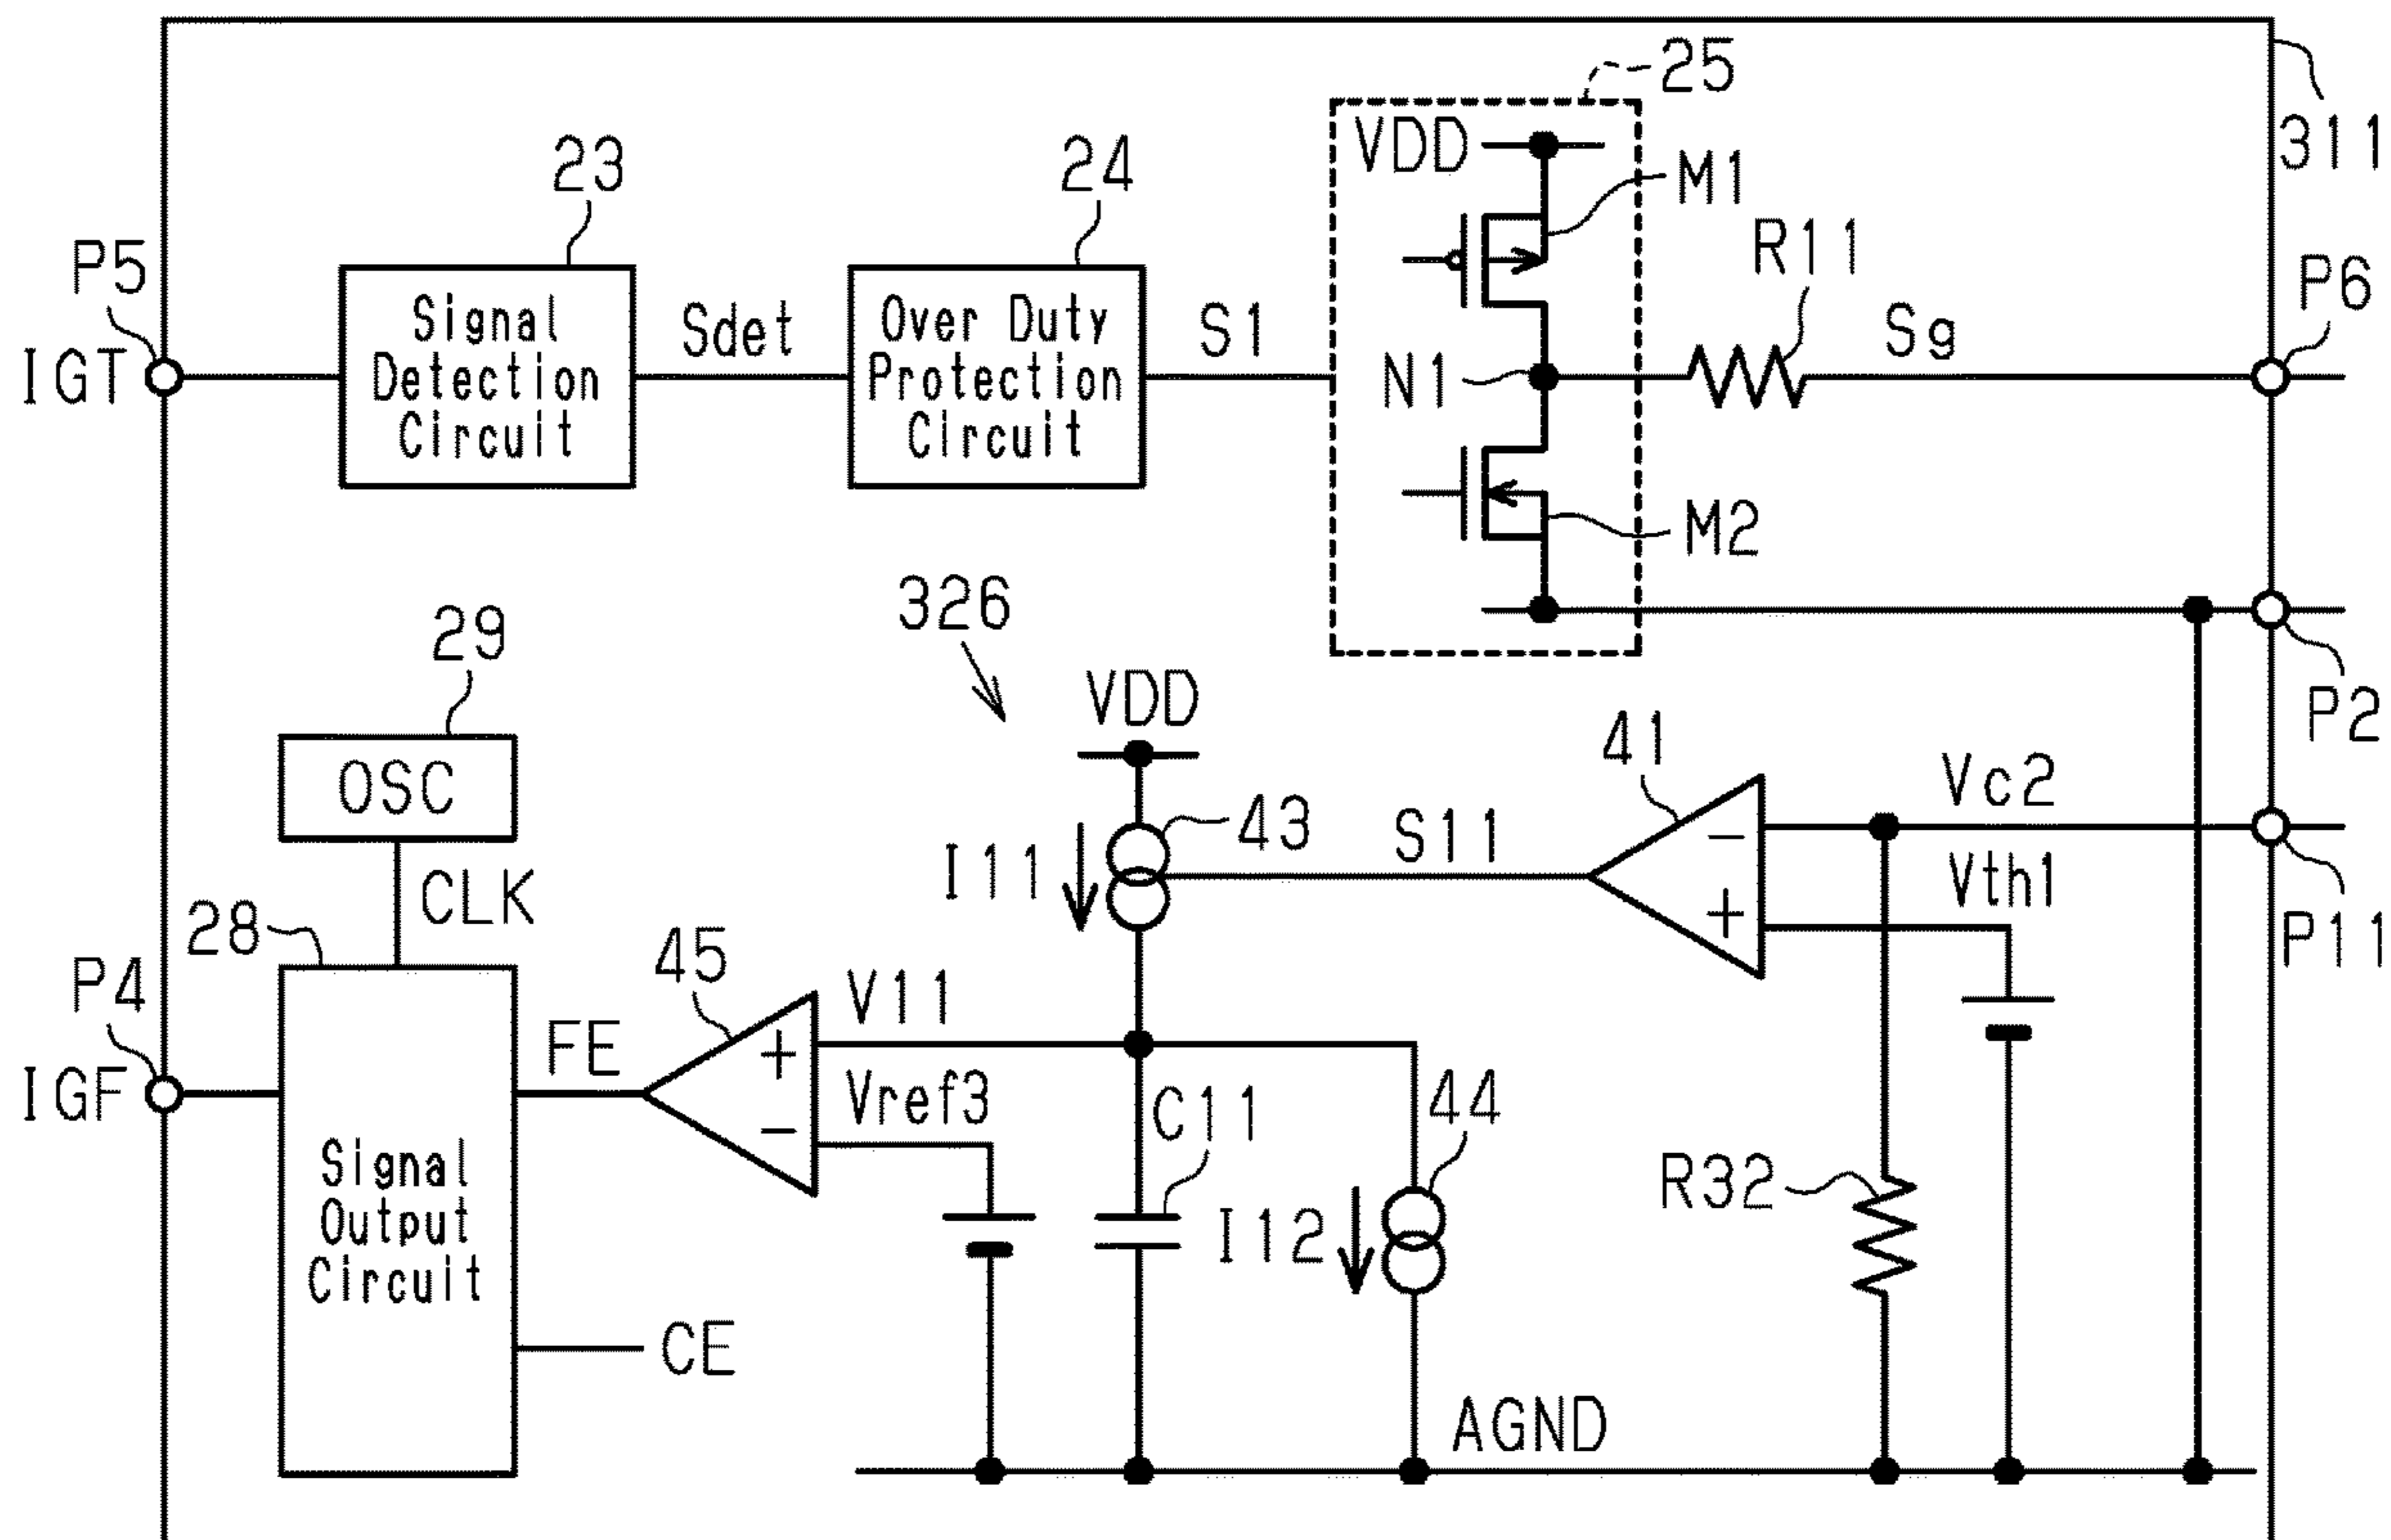 25
311
VDD
M1
23
24
R11
P5
P6
IGT
Signal
Detection
Circuit
Sdet
Over Duty
Protection
Circuit
S1
N1
Sg
M2
326
P2
29
OSC
VDD
41
Vc2
43
S11
I11
−
+
Vth1
P11
CLK
28
45
V11
P4
IGF
FE
+
−
Vref3
C11
44
Signal
Output
Circuit
I12
R32
CE
AGND